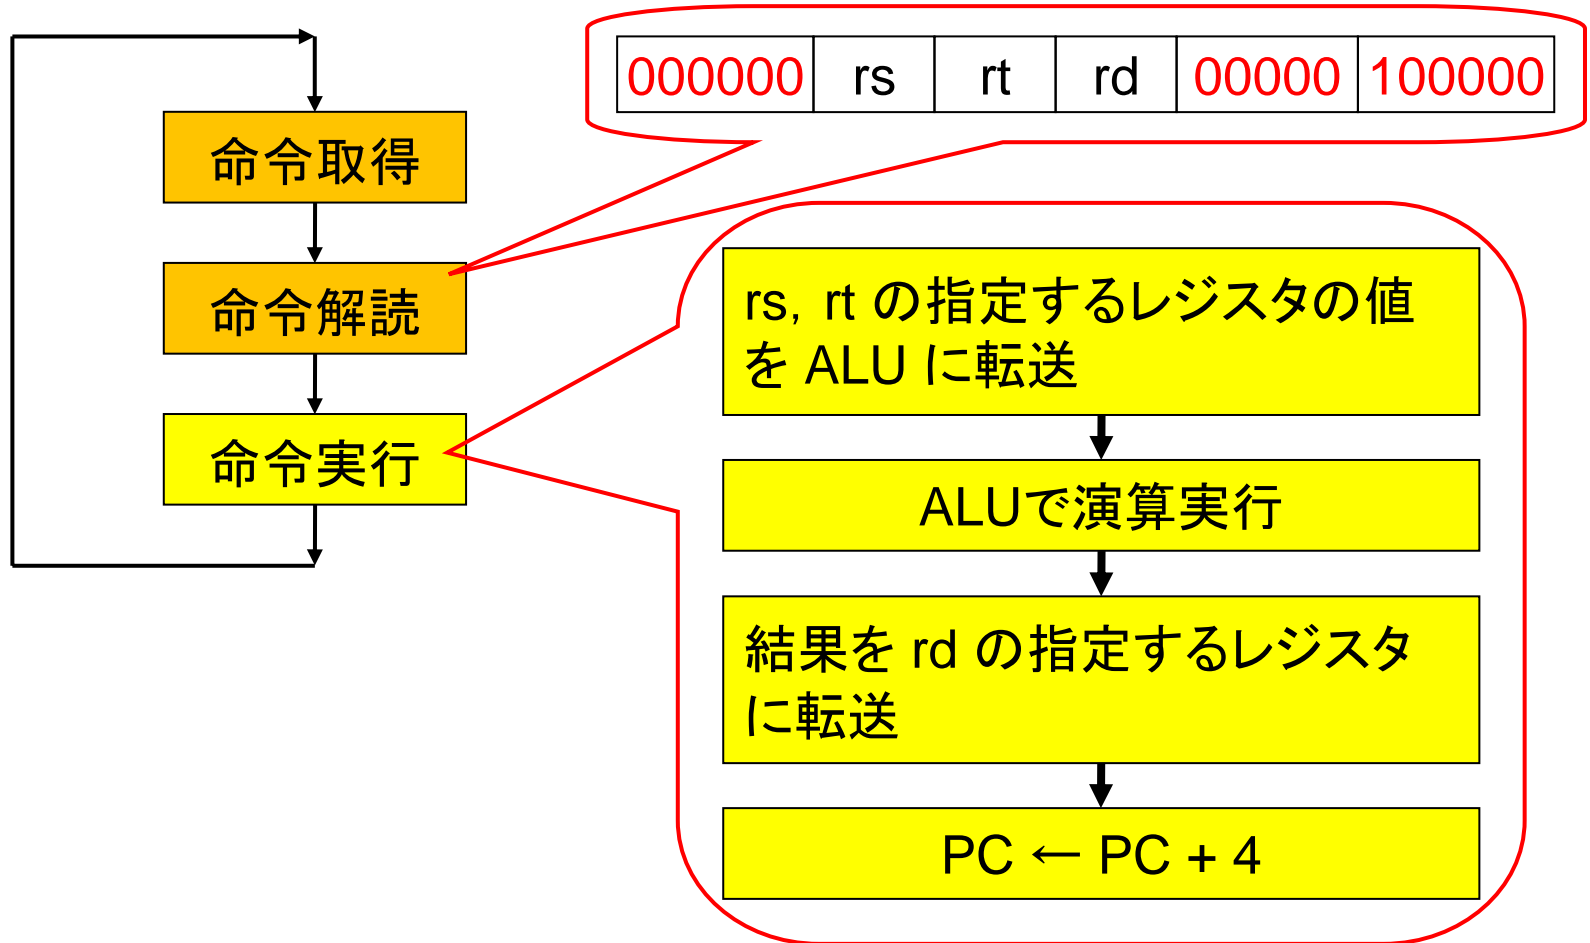 000000 rs rt rd 00000 100000
命令取得
命令解読
命令実行
rs, rt の指定するレジスタの値
を ALU に転送
ALUで演算実行
結果を rd の指定するレジスタ
に転送
PC ← PC + 4